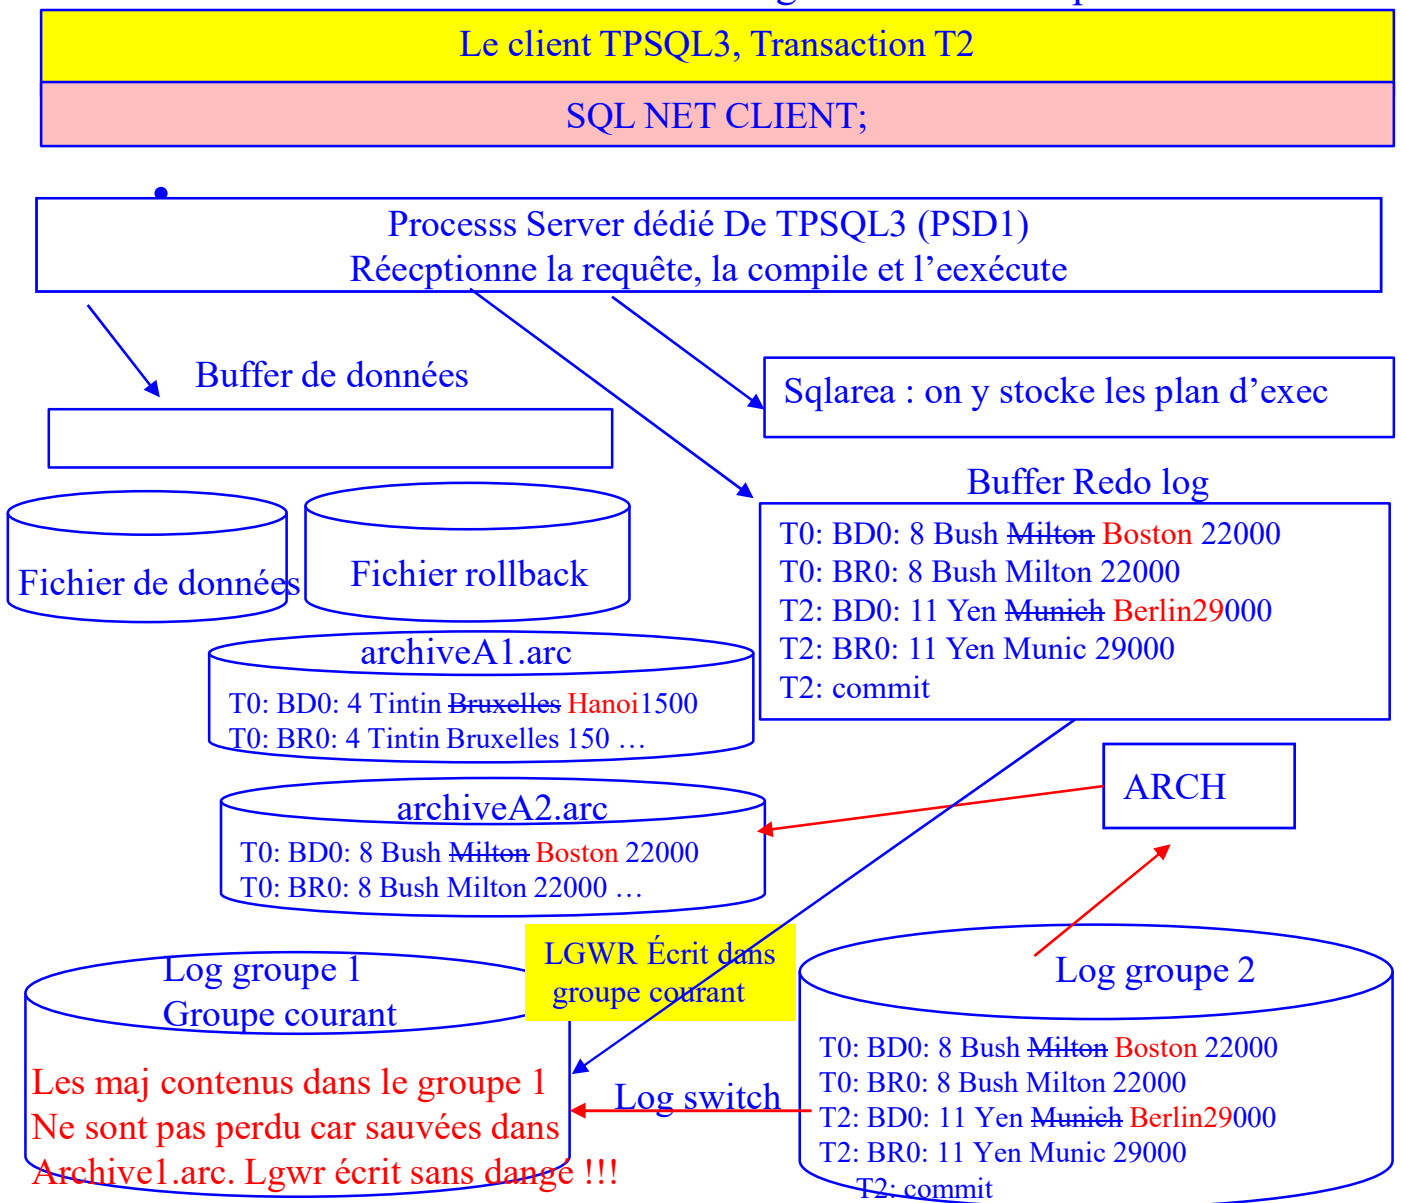 Le client TPSQL3, Transaction T2
SQL NET CLIENT;
Processs Server dédié De TPSQL3 (PSD1)
Réecptionne la requête, la compile et l’eexécute
Buffer de données
Sqlarea : on y stocke les plan d’exec
Buffer Redo log
T0: BD0: 8 Bush Milton Boston 22000
T0: BR0: 8 Bush Milton 22000
T2: BD0: 11 Yen Munich Berlin29000
T2: BR0: 11 Yen Munic 29000
T2: commit
Fichier de données
Fichier rollback
archiveA1.arc
T0: BD0: 4 Tintin Bruxelles Hanoi1500
T0: BR0: 4 Tintin Bruxelles 150 …
ARCH
archiveA2.arc
T0: BD0: 8 Bush Milton Boston 22000
T0: BR0: 8 Bush Milton 22000 …
LGWR Écrit dans
groupe courant
Log groupe 1
Groupe courant
Les maj contenus dans le groupe 1
Ne sont pas perdu car sauvées dans
Archive1.arc. Lgwr écrit sans dangé !!!
Log switch
Log groupe 2
T0: BD0: 8 Bush Milton Boston 22000
T0: BR0: 8 Bush Milton 22000
T2: BD0: 11 Yen Munich Berlin29000
T2: BR0: 11 Yen Munic 29000
T2: commit